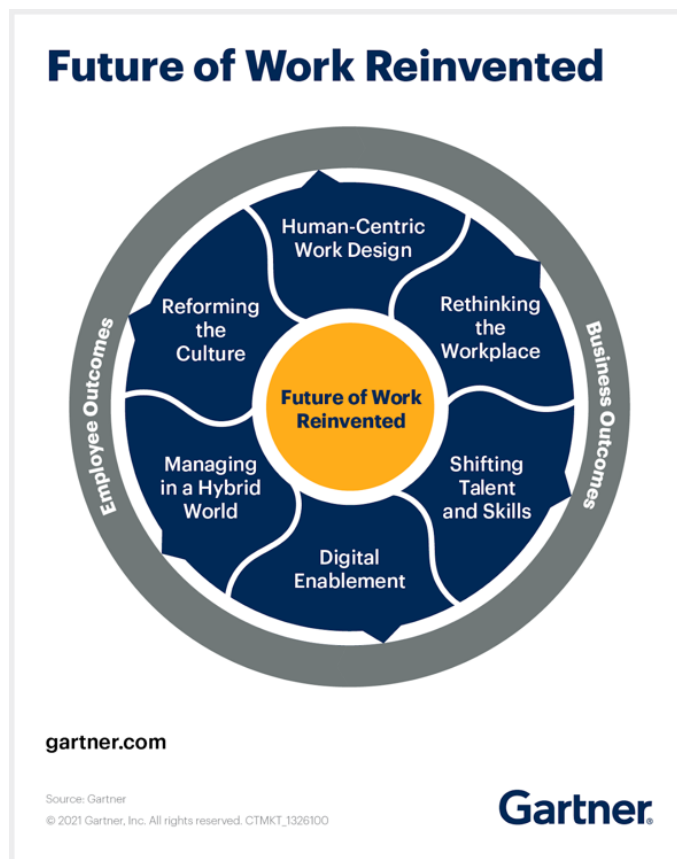 Future of Work Reinvented
Human-Centric
Work Design
Rethinking
the
Workplace
Shifting
Talent
and Skills
Digital
Enablement
Managing
in a Hybrid
World
Reforming
the
Culture
Future of Work
Reinvented
Employee Outcomes
Business Outcomes
gartner.com
Source: Gartner
© 2021 Gartner, Inc. All rights reserved. CTMKT_1326100
Gartner®